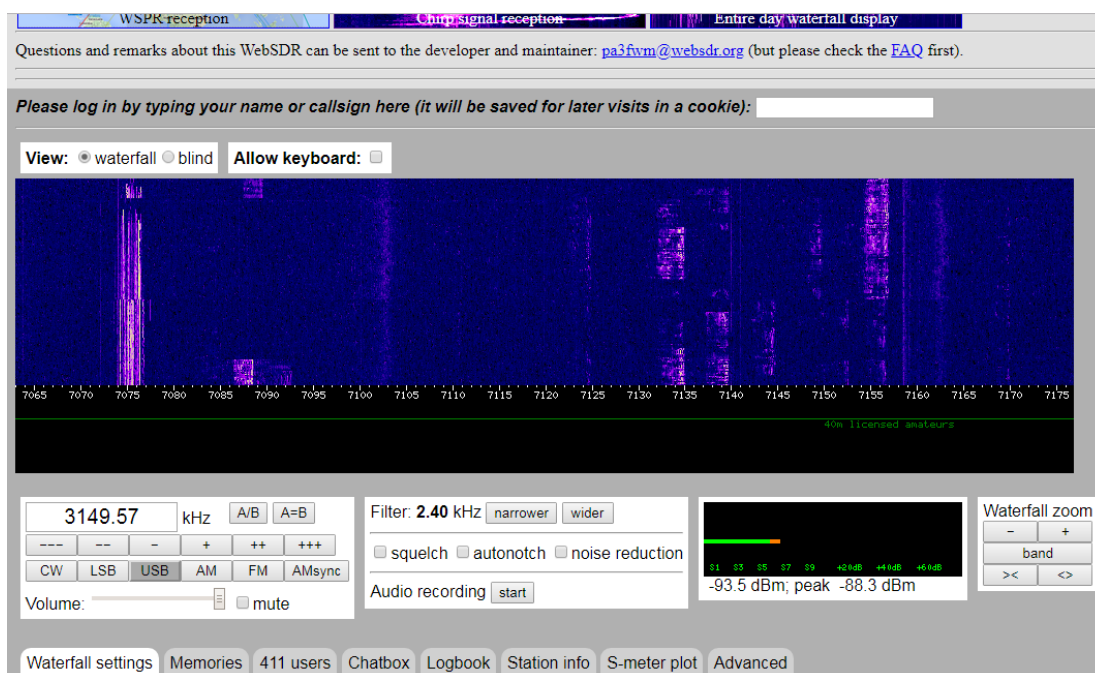 WSPR reception Chirp signal reception Entire day waterfall display
Questions and remarks about this WebSDR can be sent to the developer and maintainer: pa3fwm@websdr.org (but please check the FAQ first).
Please log in by typing your name or callsign here (it will be saved for later visits in a cookie):
View: waterfall blind Allow keyboard:
7065 7070 7075 7080 7085 7090 7095 7100 7105 7110 7115 7120 7125 7130 7135 7140 7145 7150 7155 7160 7165 7170 7175
40m licensed amateurs
3149.57 kHz A/B A=B
--- -- - + ++ +++
CW LSB USB AM FM AMsync
Volume: mute
Filter: 2.40 kHz narrower wider
squelch autonotch noise reduction
Audio recording start
S1 S3 S5 S7 S9 +20dB +40dB +60dB
-93.5 dBm; peak -88.3 dBm
Waterfall zoom
- +
band
>< <>
Waterfall settings Memories 411 users Chatbox Logbook Station info S-meter plot Advanced